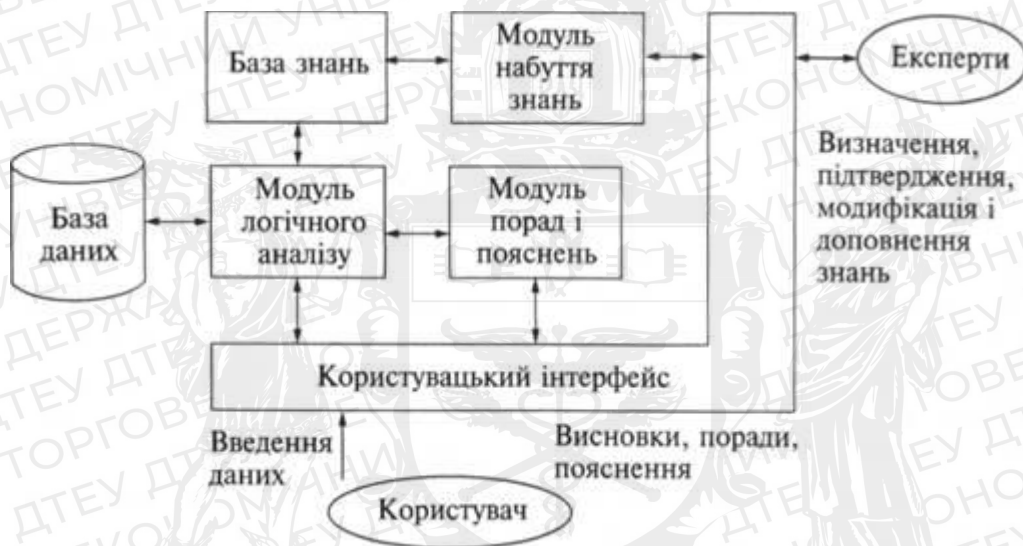 База знань
Модуль
набуття
знань
Експерти
База
даних
Модуль
логічного
аналізу
Модуль
порад і
пояснень
Визначення,
підтвердження,
модифікація і
доповнення
знань
Користувацький інтерфейс
Введення
даних
Висновки, поради,
пояснення
Користувач